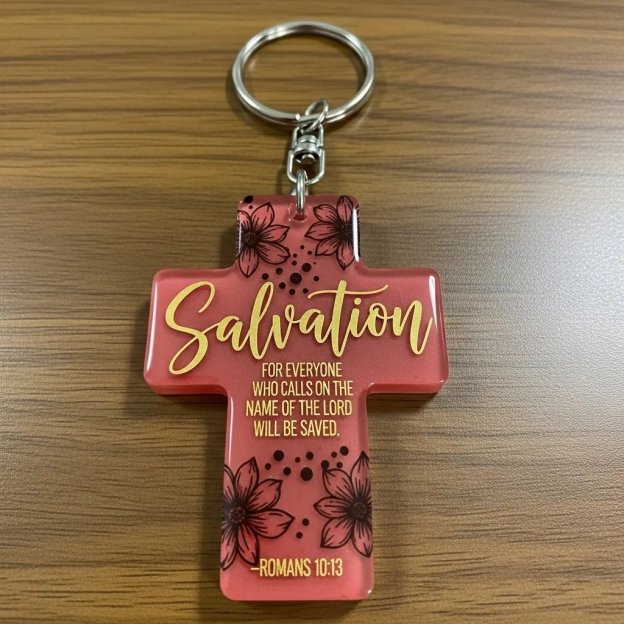 Salvation
FOR EVERYONE
WHO CALLS ON THE
NAME OF THE LORD
WILL BE SAVED.
–ROMANS 10:13